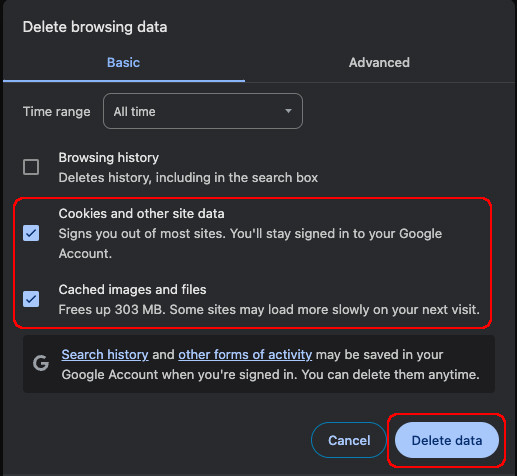 Delete browsing data
Basic
Advanced
Time range
All time
Browsing history
Deletes history, including in the search box
Cookies and other site data
Signs you out of most sites. You'll stay signed in to your Google
Account.
Cached images and files
Frees up 303 MB. Some sites may load more slowly on your next visit.
G
Search history and other forms of activity may be saved in your
Google Account when you're signed in. You can delete them anytime.
Cancel
Delete data